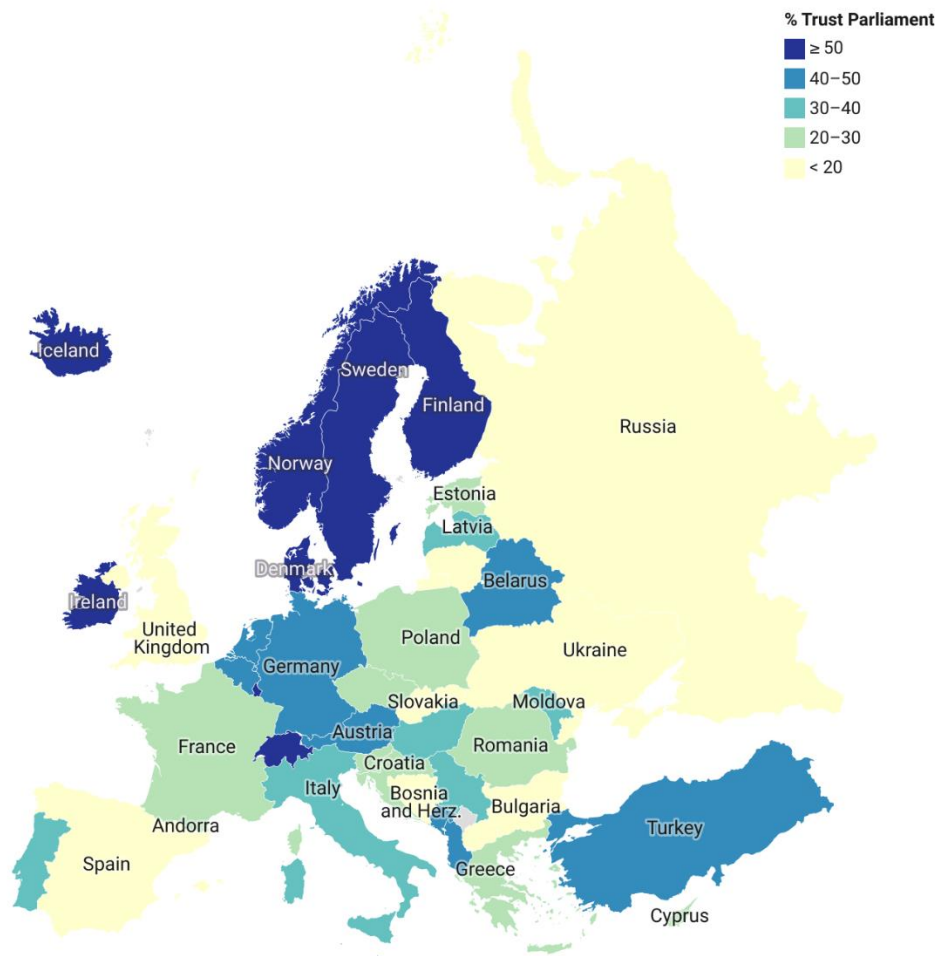 % Trust Parliament
≥ 50
40–50
30–40
20–30
< 20
Iceland
Sweden
Finland
Russia
Norway
Estonia
Latvia
Denmark
Belarus
Ireland
United
Kingdom
Poland
Ukraine
Germany
Slovakia
Moldova
Austria
France
Romania
Croatia
Italy
Bosnia
and Herz.
Bulgaria
Andorra
Turkey
Spain
Greece
Cyprus